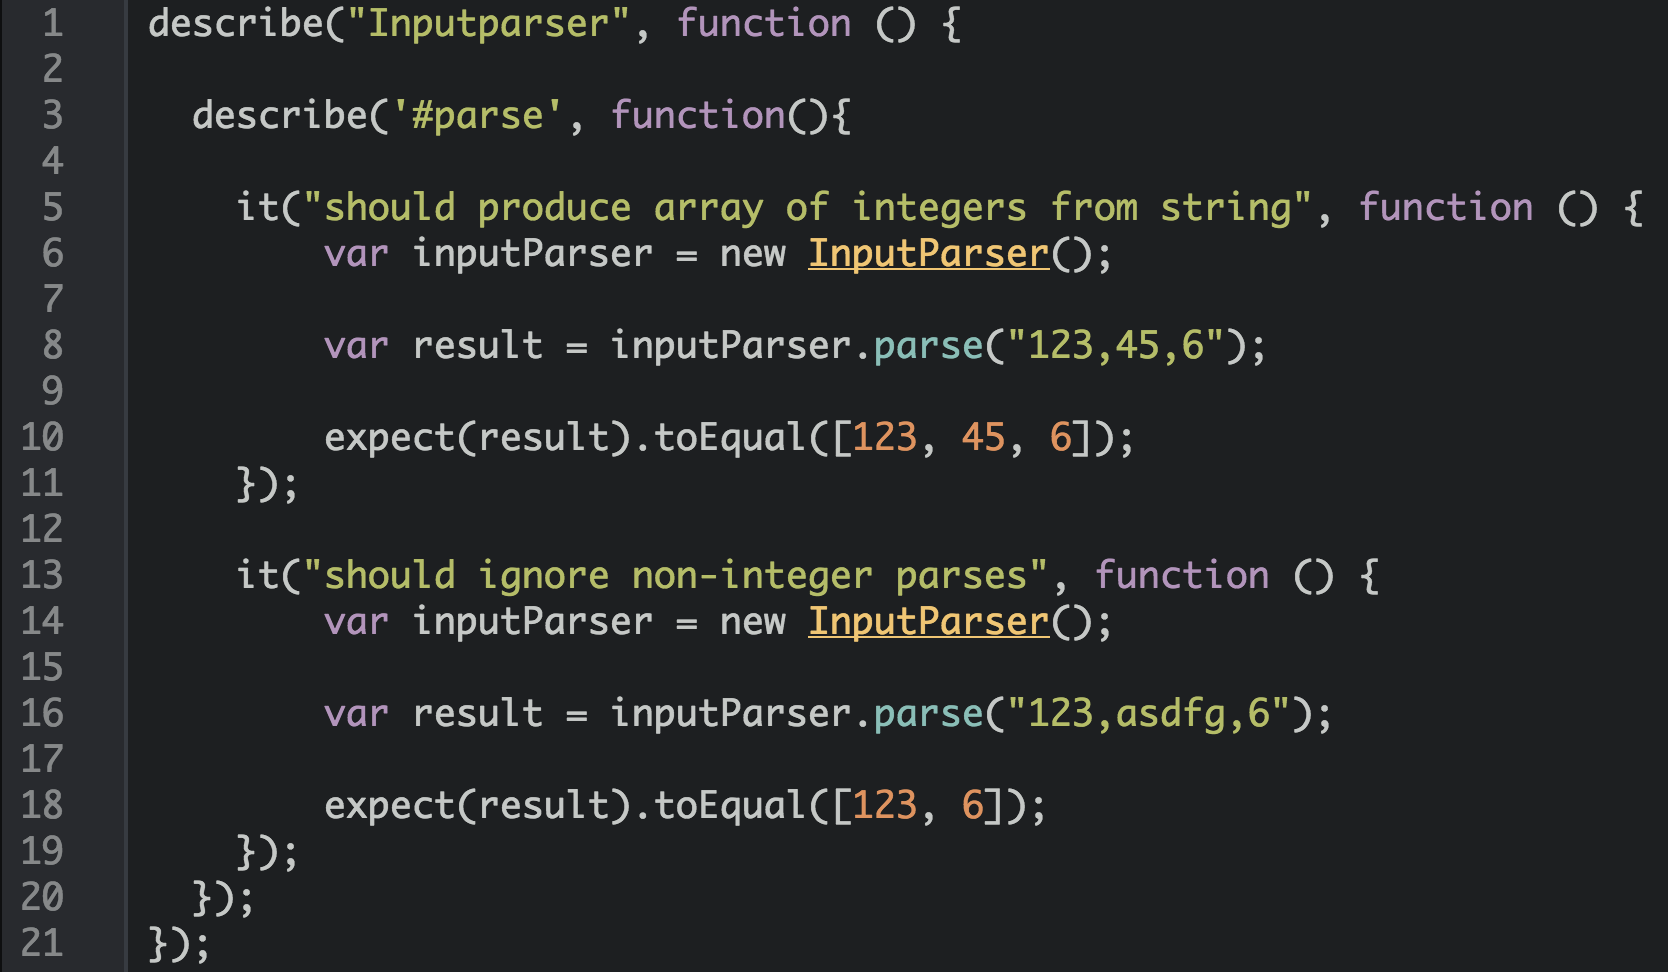 1 describe("Inputparser", function () {
2
3   describe('#parse', function(){
4
5     it("should produce array of integers from string", function () {
6         var inputParser = new InputParser();
7
8         var result = inputParser.parse("123,45,6");
9
10         expect(result).toEqual([123, 45, 6]);
11     });
12
13     it("should ignore non-integer parses", function () {
14         var inputParser = new InputParser();
15
16         var result = inputParser.parse("123,asdfg,6");
17
18         expect(result).toEqual([123, 6]);
19     });
20   });
21 });